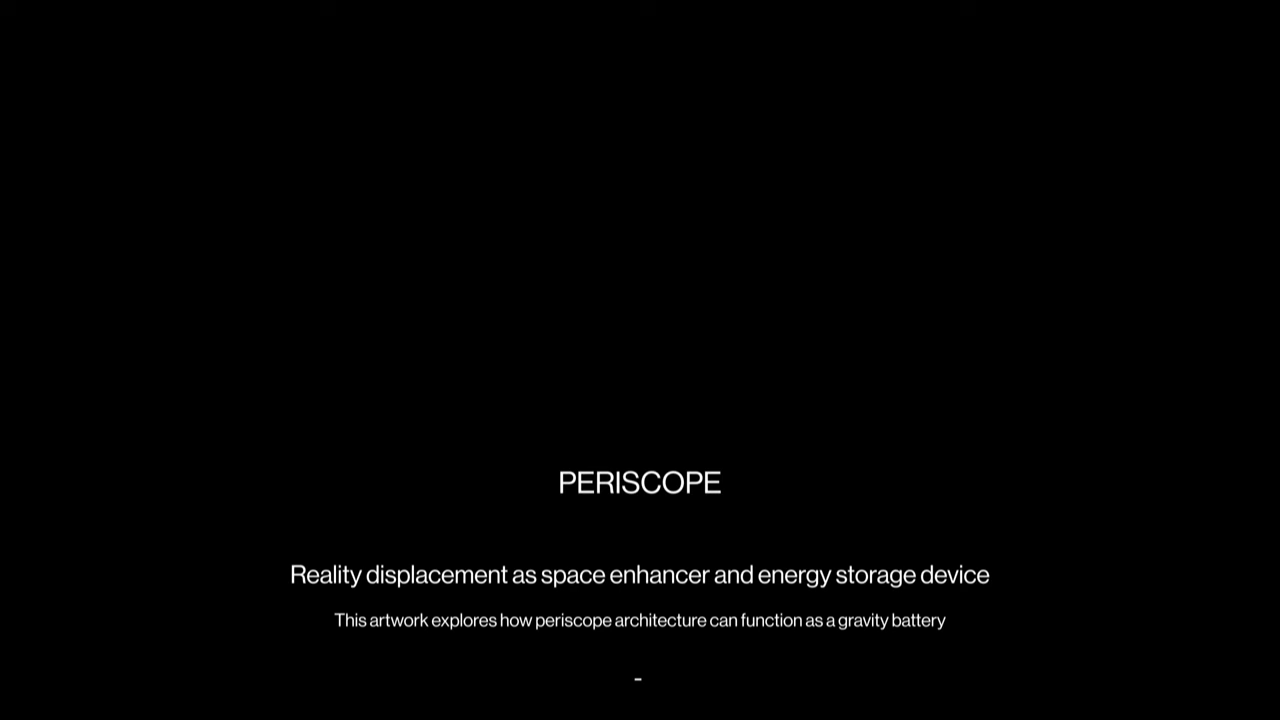 PERISCOPE
Reality displacement as space enhancer and energy storage device
This artwork explores how periscope architecture can function as a gravity battery
-